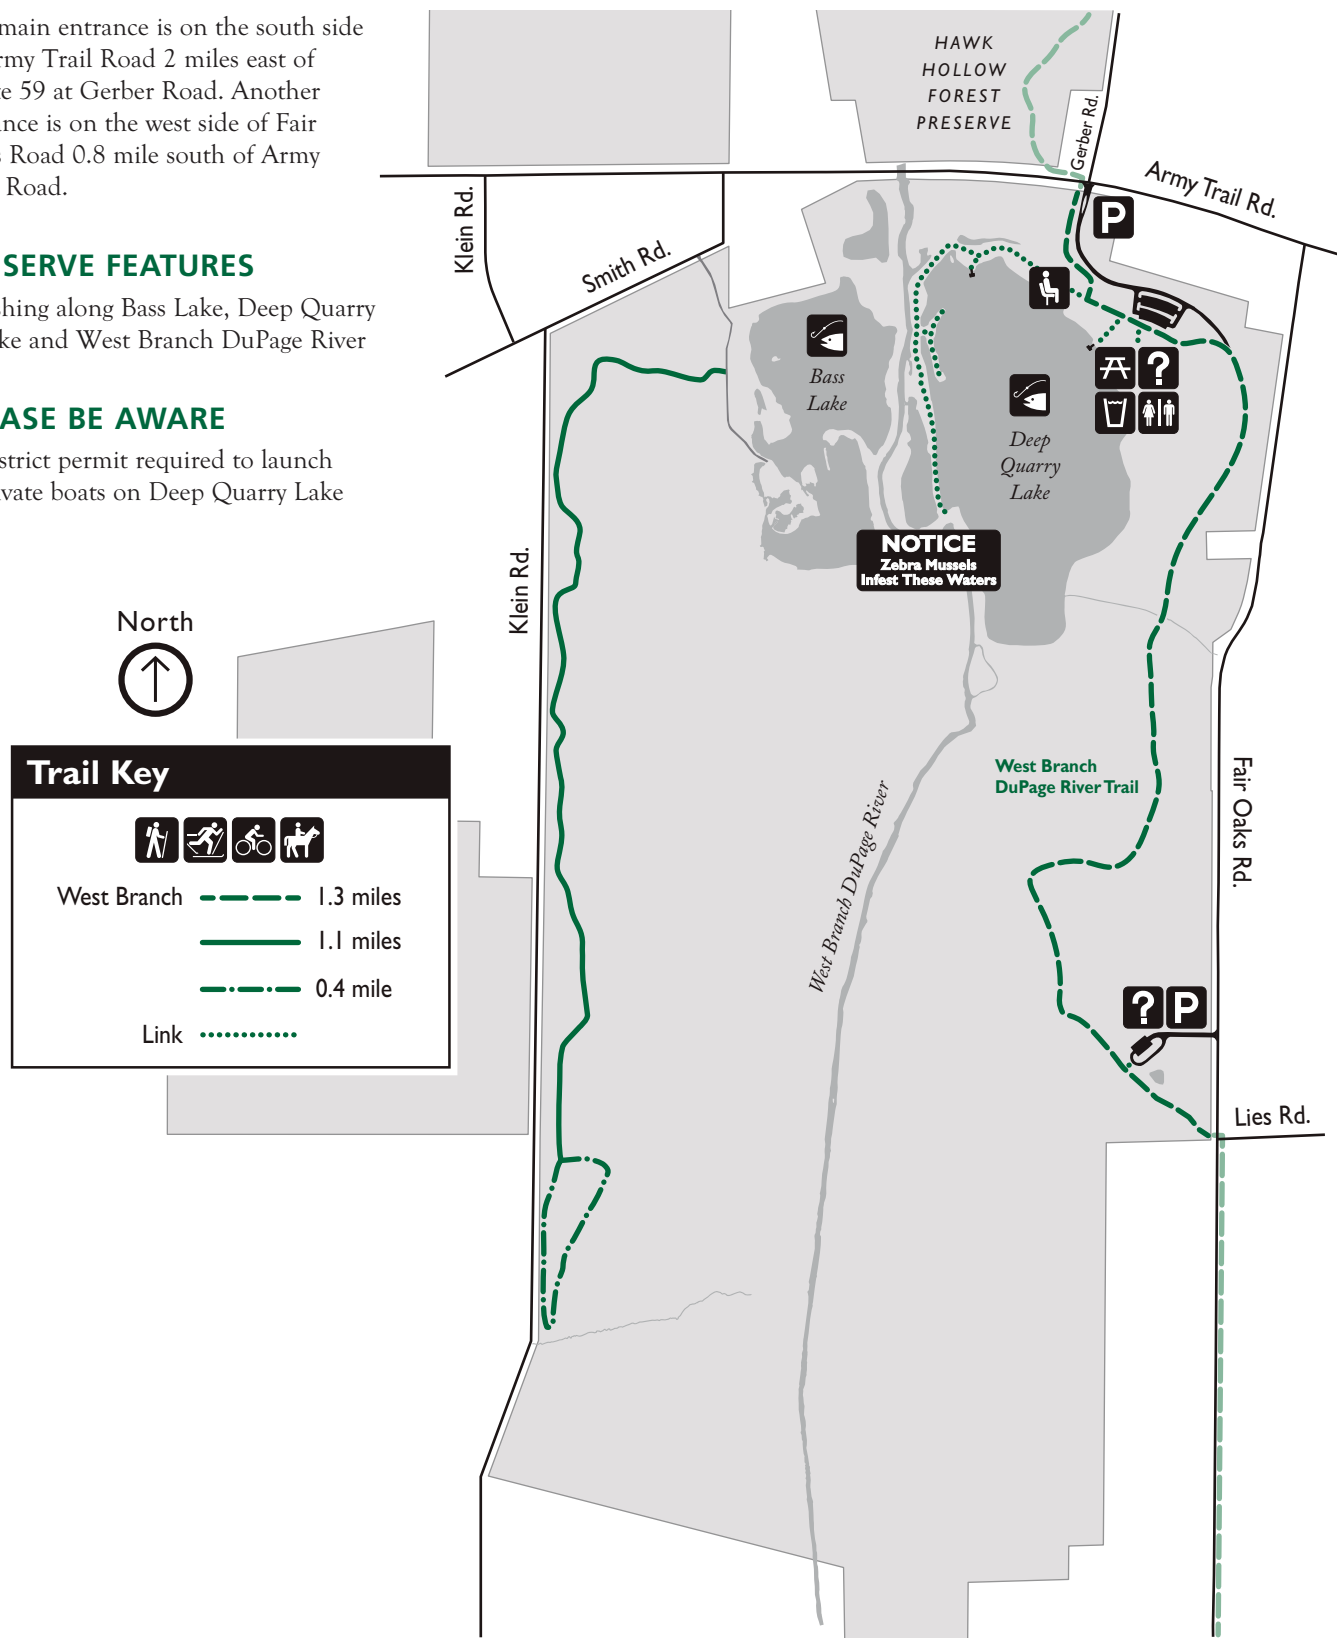 main entrance is on the south side
rmy Trail Road 2 miles east of
e 59 at Gerber Road. Another
nce is on the west side of Fair
s Road 0.8 mile south of Army
Road.
SERVE FEATURES
shing along Bass Lake, Deep Quarry
ke and West Branch DuPage River
ASE BE AWARE
strict permit required to launch
ivate boats on Deep Quarry Lake
North
Trail Key
West Branch 1.3 miles
1.1 miles
0.4 mile
Link
HAWK
HOLLOW
FOREST
PRESERVE
Gerber Rd.
Army Trail Rd.
P
Klein Rd.
Smith Rd.
Bass
Lake
Deep
Quarry
Lake
?
NOTICE
Zebra Mussels
Infest These Waters
Klein Rd.
West Branch
DuPage River Trail
West Branch DuPage River
Fair Oaks Rd.
? P
Lies Rd.